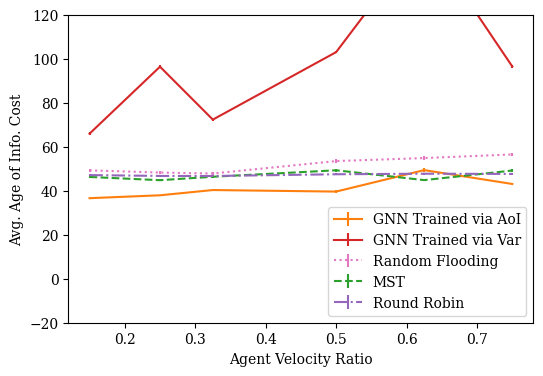 120
100
80
60
40
20
0
−20
Avg. Age of Info. Cost
GNN Trained via AoI
GNN Trained via Var
Random Flooding
MST
Round Robin
0.2 0.3 0.4 0.5 0.6 0.7
Agent Velocity Ratio